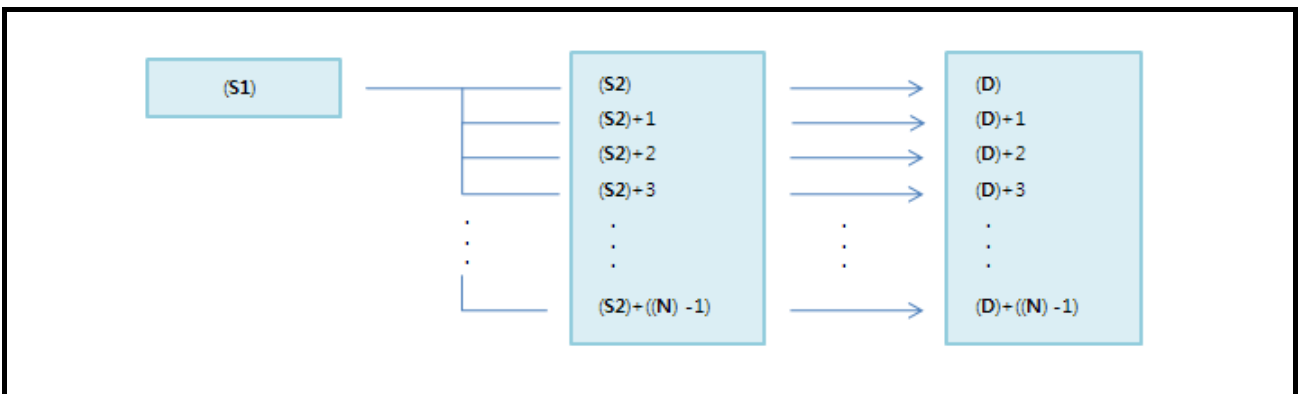 (S1)
(S2)
(D)
(S2)+1
(D)+1
(S2)+2
(D)+2
(S2)+3
(D)+3
(S2)+((N) -1)
(D)+((N) -1)